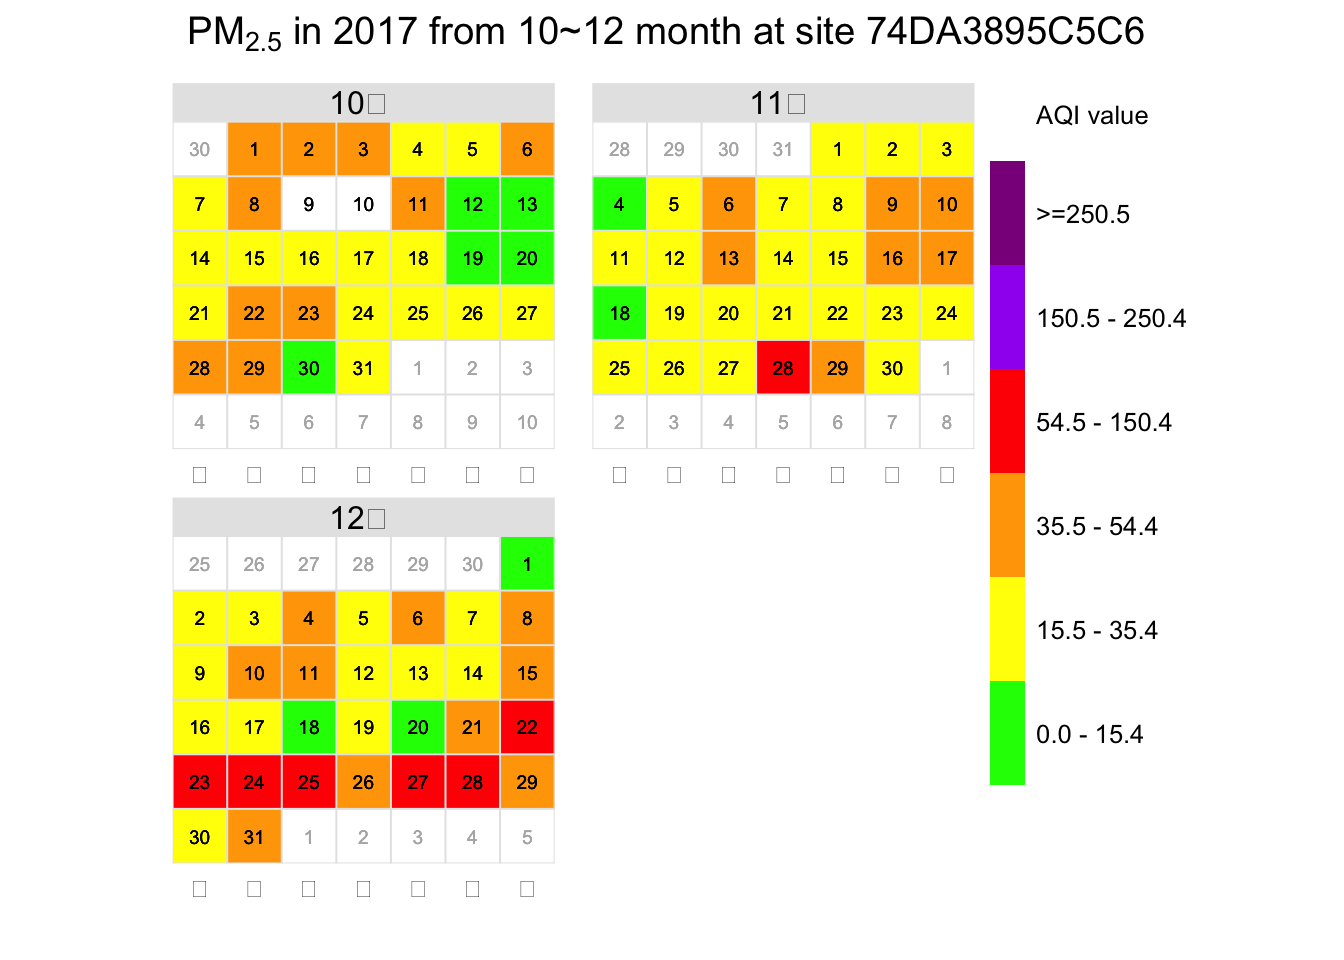 PM2.5 in 2017 from 10~12 month at site 74DA3895C5C6
10□
30 1 2 3 4 5 6
7 8 9 10 11 12 13
14 15 16 17 18 19 20
21 22 23 24 25 26 27
28 29 30 31 1 2 3
4 5 6 7 8 9 10
□ □ □ □ □ □ □
11□
28 29 30 31 1 2 3
4 5 6 7 8 9 10
11 12 13 14 15 16 17
18 19 20 21 22 23 24
25 26 27 28 29 30 1
2 3 4 5 6 7 8
□ □ □ □ □ □ □
12□
25 26 27 28 29 30 1
2 3 4 5 6 7 8
9 10 11 12 13 14 15
16 17 18 19 20 21 22
23 24 25 26 27 28 29
30 31 1 2 3 4 5
□ □ □ □ □ □ □
AQI value
>=250.5
150.5 - 250.4
54.5 - 150.4
35.5 - 54.4
15.5 - 35.4
0.0 - 15.4